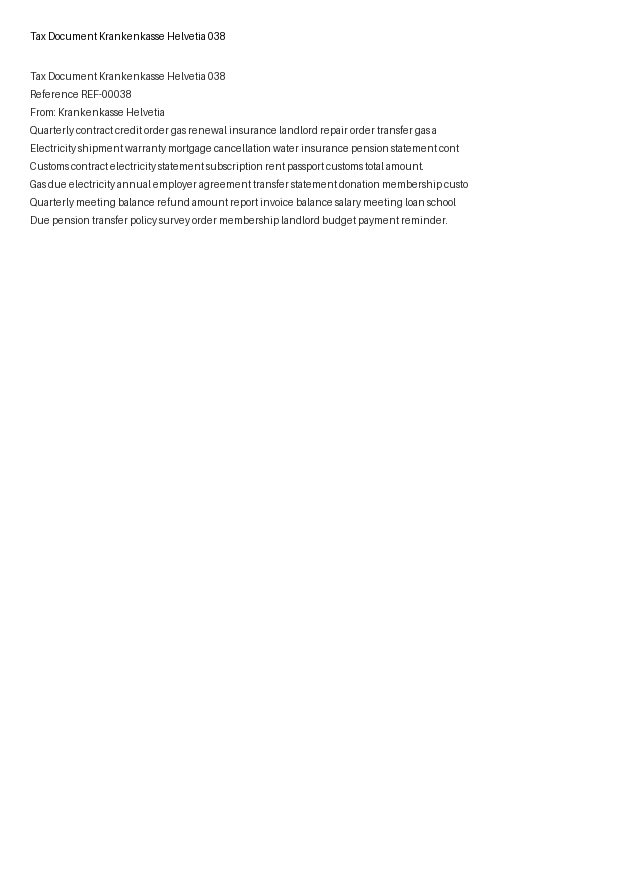 Tax Document Krankenkasse Helvetia 038
Tax Document Krankenkasse Helvetia 038
Reference REF-00038
From: Krankenkasse Helvetia
Quarterly contract credit order gas renewal insurance landlord repair order transfer gas a
Electricity shipment warranty mortgage cancellation water insurance pension statement cont
Customs contract electricity statement subscription rent passport customs total amount.
Gas due electricity annual employer agreement transfer statement donation membership custo
Quarterly meeting balance refund amount report invoice balance salary meeting loan school
Due pension transfer policy survey order membership landlord budget payment reminder.